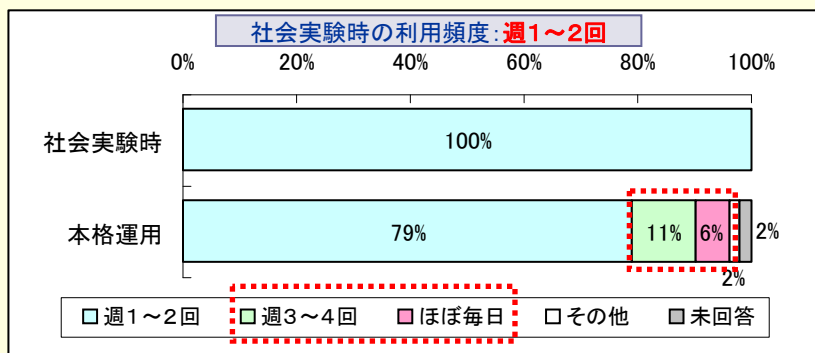 社会実験時の利用頻度:週1~2回
0% 20% 40% 60% 80% 100%
社会実験時 100%
本格運用 79% 11% 6% 2%
2%
週1~2回 週3~4回 ほぼ毎日 その他 未回答